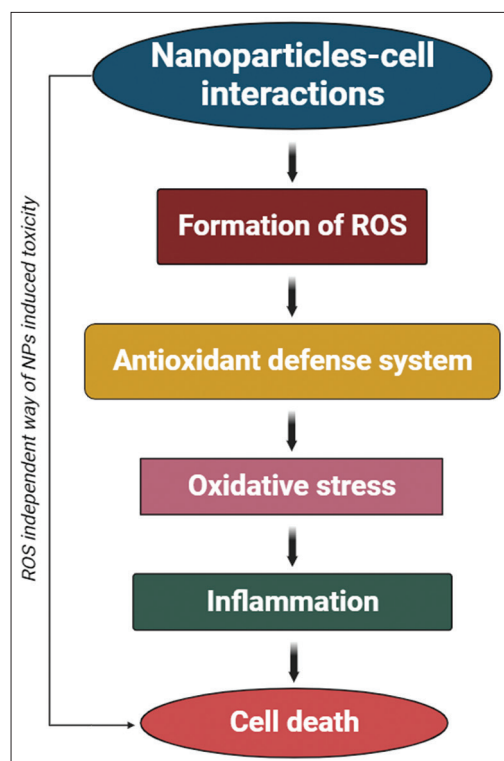 Nanoparticles-cell
interactions
Formation of ROS
Antioxidant defense system
Oxidative stress
Inflammation
Cell death
ROS independent way of NPs induced toxicity